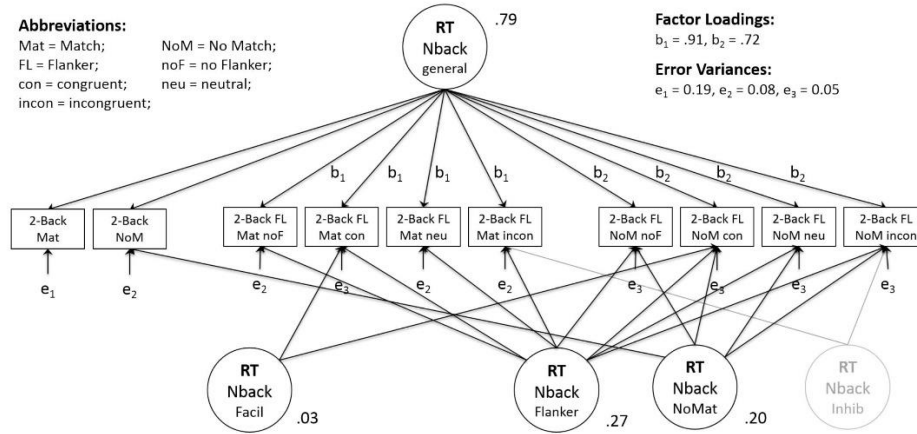 Abbreviations:
Mat = Match; NoM = No Match;
FL = Flanker; noF = no Flanker;
con = congruent; neu = neutral;
incon = incongruent;
RT
Nback
general
.79
Factor Loadings:
b₁ = .91, b₂ = .72
Error Variances:
e₁ = 0.19, e₂ = 0.08, e₃ = 0.05
b₁ b₁ b₁ b₁ b₂ b₂ b₂ b₂
2-Back
Mat
2-Back
NoM
2-Back FL
Mat noF
2-Back FL
Mat con
2-Back FL
Mat neu
2-Back FL
Mat incon
2-Back FL
NoM noF
2-Back FL
NoM con
2-Back FL
NoM neu
2-Back FL
NoM incon
e₁ e₂ e₂ e₃ e₂ e₂ e₃ e₃ e₃ e₃
RT
Nback
Facil
.03
RT
Nback
Flanker
.27
RT
Nback
NoMat
.20
RT
Nback
Inhib